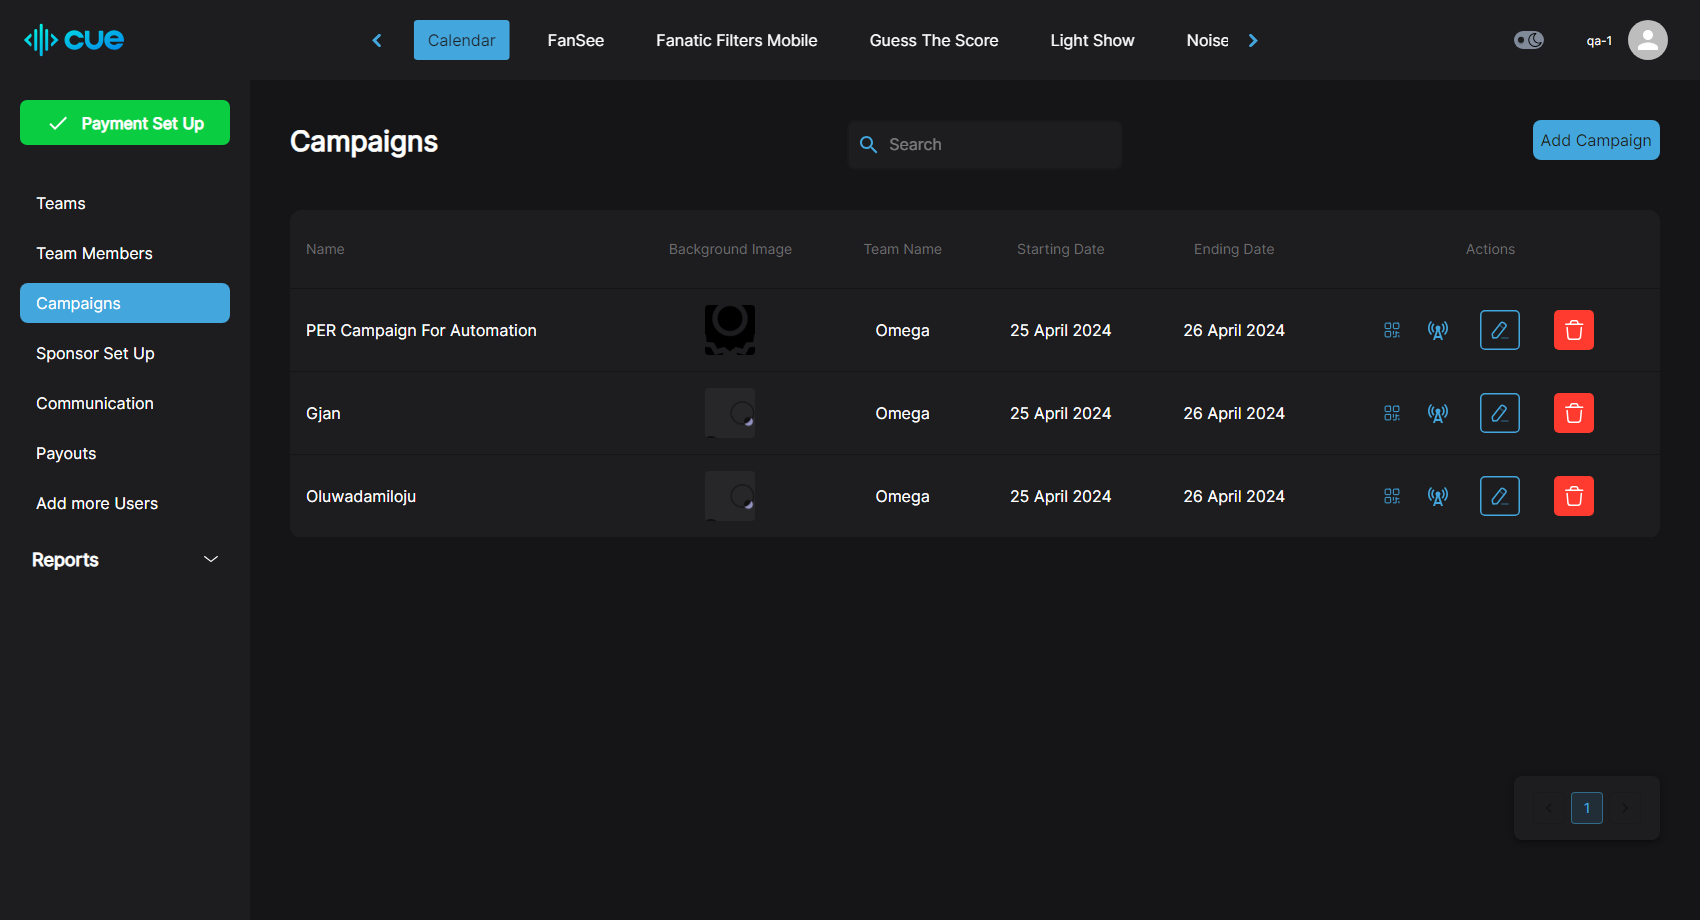 cue
Calendar FanSee Fanatic Filters Mobile Guess The Score Light Show Noise
qa-1
Payment Set Up
Teams
Team Members
Campaigns
Sponsor Set Up
Communication
Payouts
Add more Users
Reports
Campaigns
Search
Add Campaign
Name Background Image Team Name Starting Date Ending Date Actions
PER Campaign For Automation Omega 25 April 2024 26 April 2024
Gjan Omega 25 April 2024 26 April 2024
Oluwadamiloju Omega 25 April 2024 26 April 2024
1